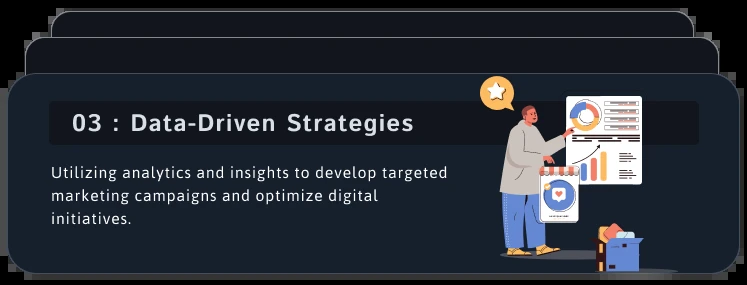 03 : Data-Driven Strategies
Utilizing analytics and insights to develop targeted
marketing campaigns and optimize digital
initiatives.